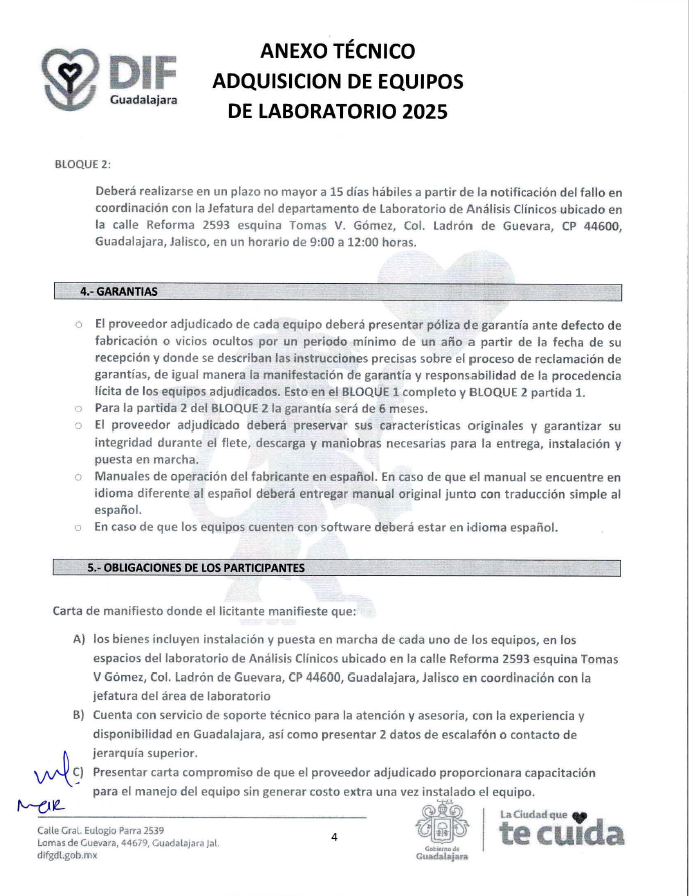 DIF
Guadalajara
ANEXO TÉCNICO
ADQUISICION DE EQUIPOS
DE LABORATORIO 2025
BLOQUE 2:
Deberá realizarse en un plazo no mayor a 15 días hábiles a partir de la notificación del fallo en
coordinación con la Jefatura del departamento de Laboratorio de Análisis Clínicos ubicado en
la calle Reforma 2593 esquina Tomas V. Gómez, Col. Ladrón de Guevara, CP 44600,
Guadalajara, Jalisco, en un horario de 9:00 a 12:00 horas.
4.- GARANTIAS
○ El proveedor adjudicado de cada equipo deberá presentar póliza de garantía ante defecto de
fabricación o vicios ocultos por un periodo mínimo de un año a partir de la fecha de su
recepción y donde se describan las instrucciones precisas sobre el proceso de reclamación de
garantías, de igual manera la manifestación de garantía y responsabilidad de la procedencia
lícita de los equipos adjudicados. Esto en el BLOQUE 1 completo y BLOQUE 2 partida 1.
○ Para la partida 2 del BLOQUE 2 la garantía será de 6 meses.
○ El proveedor adjudicado deberá preservar sus características originales y garantizar su
integridad durante el flete, descarga y maniobras necesarias para la entrega, instalación y
puesta en marcha.
○ Manuales de operación del fabricante en español. En caso de que el manual se encuentre en
idioma diferente al español deberá entregar manual original junto con traducción simple al
español.
○ En caso de que los equipos cuenten con software deberá estar en idioma español.
5.- OBLIGACIONES DE LOS PARTICIPANTES
Carta de manifiesto donde el licitante manifieste que:
A) los bienes incluyen instalación y puesta en marcha de cada uno de los equipos, en los
espacios del laboratorio de Análisis Clínicos ubicado en la calle Reforma 2593 esquina Tomas
V Gómez, Col. Ladrón de Guevara, CP 44600, Guadalajara, Jalisco en coordinación con la
jefatura del área de laboratorio
B) Cuenta con servicio de soporte técnico para la atención y asesoría, con la experiencia y
disponibilidad en Guadalajara, así como presentar 2 datos de escalafón o contacto de
jerarquía superior.
C) Presentar carta compromiso de que el proveedor adjudicado proporcionara capacitación
para el manejo del equipo sin generar costo extra una vez instalado el equipo.
Calle Gral. Eulogio Parra 2539
Lomas de Guevara, 44679, Guadalajara Jal.
difgdl.gob.mx
4
Gobierno de
Guadalajara
La Ciudad que
te cuida